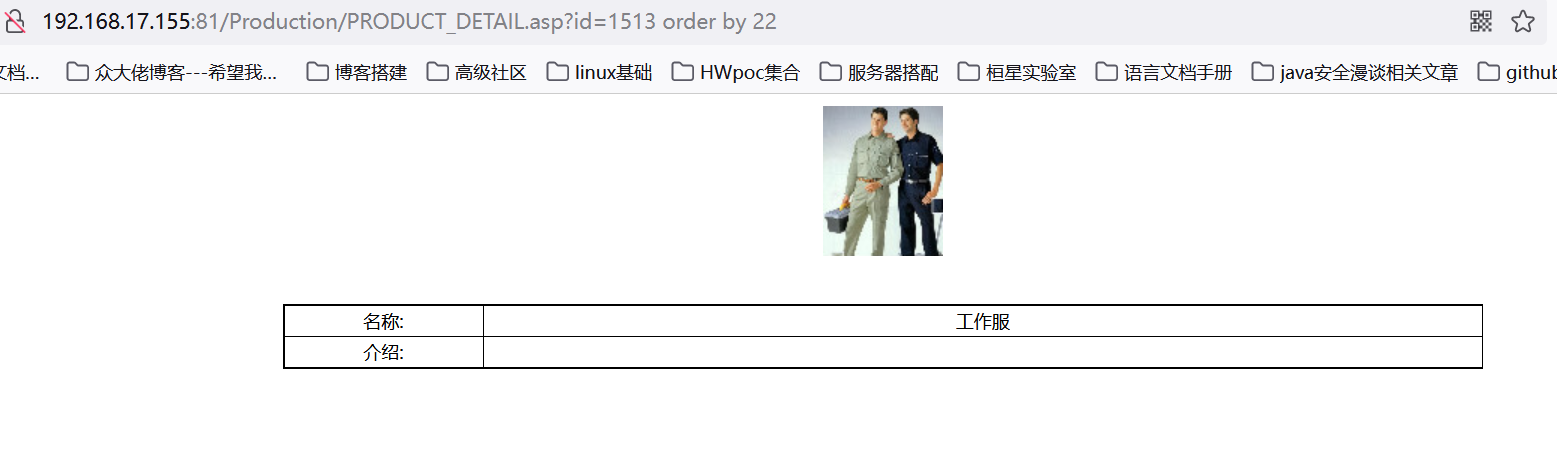 192.168.17.155:81/Production/PRODUCT_DETAIL.asp?id=1513 order by 22
文档... 众大佬博客---希望我... 博客搭建 高级社区 linux基础 HWpoc集合 服务器搭配 桓星实验室 语言文档手册 java安全漫谈相关文章 github
名称: 工作服
介绍: